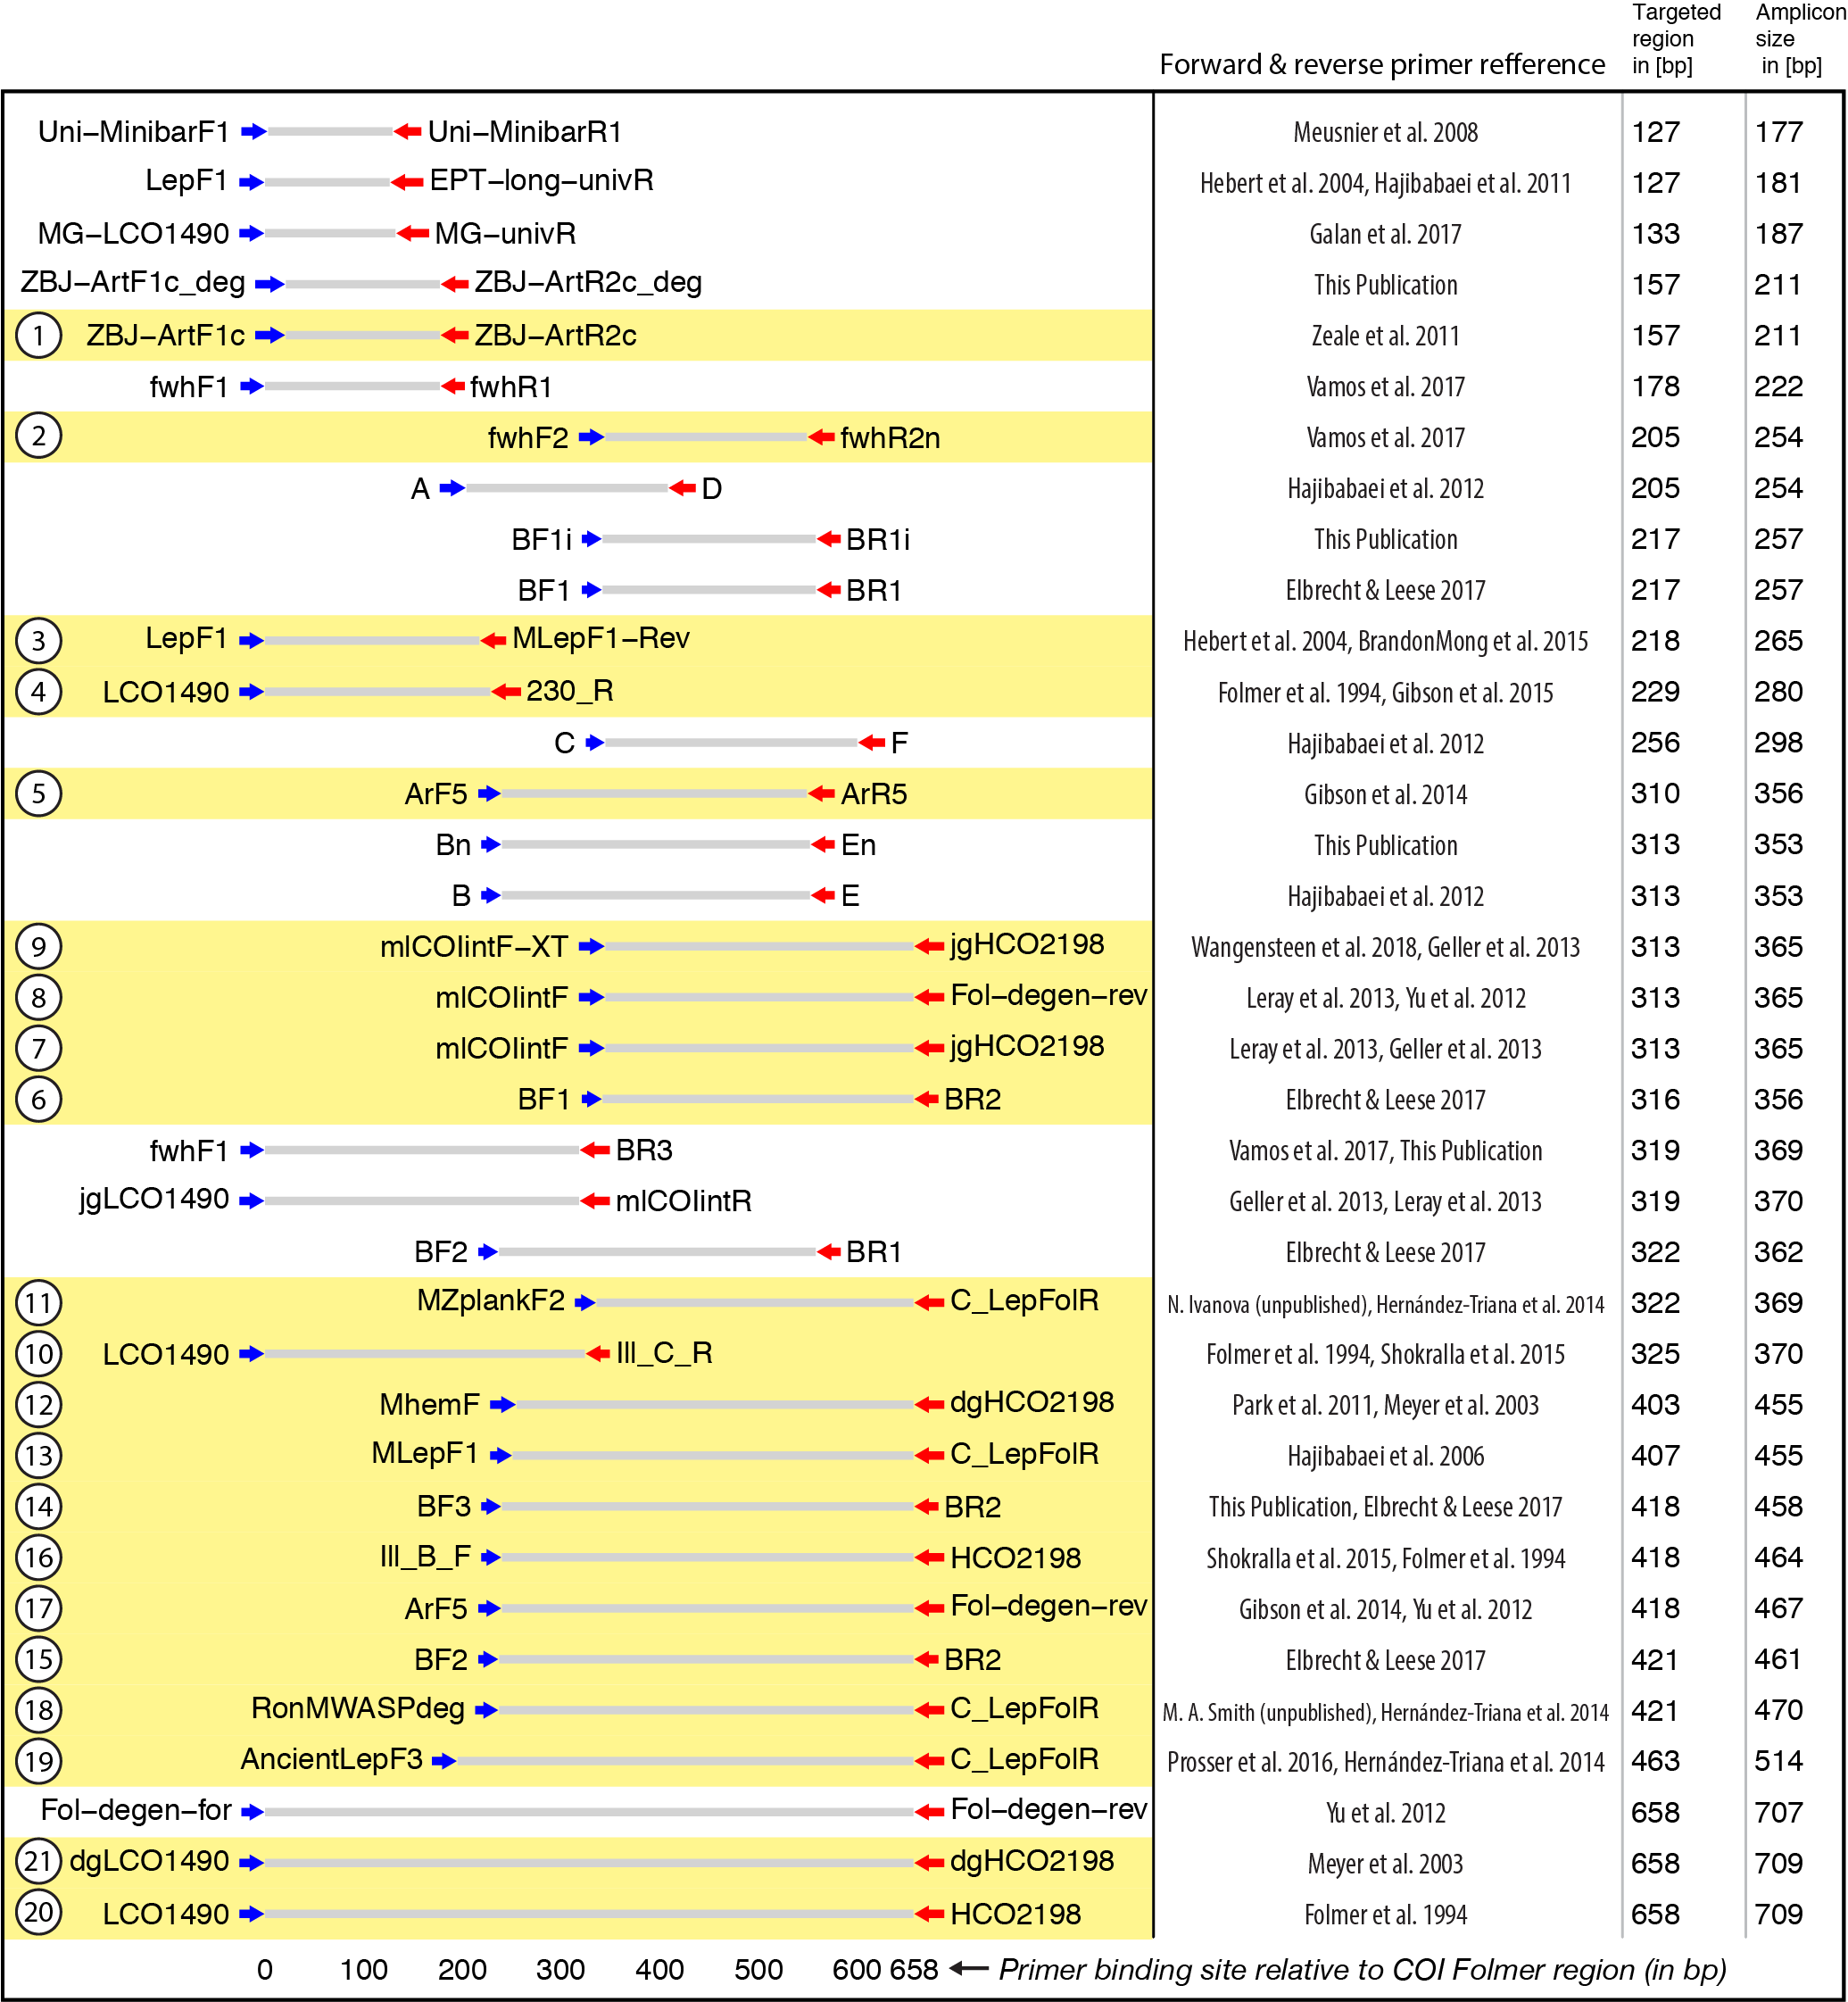 Forward & reverse primer refference
Targeted region in [bp]
Amplicon size in [bp]
Uni−MinibarF1 Uni−MinibarR1 Meusnier et al. 2008 127 177
LepF1 EPT−long−univR Hebert et al. 2004, Hajibabaei et al. 2011 127 181
MG−LCO1490 MG−univR Galan et al. 2017 133 187
ZBJ−ArtF1c_deg ZBJ−ArtR2c_deg This Publication 157 211
1 ZBJ−ArtF1c ZBJ−ArtR2c Zeale et al. 2011 157 211
fwhF1 fwhR1 Vamos et al. 2017 178 222
2 fwhF2 fwhR2n Vamos et al. 2017 205 254
A D Hajibabaei et al. 2012 205 254
BF1i BR1i This Publication 217 257
BF1 BR1 Elbrecht & Leese 2017 217 257
3 LepF1 MLepF1−Rev Hebert et al. 2004, BrandonMong et al. 2015 218 265
4 LCO1490 230_R Folmer et al. 1994, Gibson et al. 2015 229 280
C F Hajibabaei et al. 2012 256 298
5 ArF5 ArR5 Gibson et al. 2014 310 356
Bn En This Publication 313 353
B E Hajibabaei et al. 2012 313 353
9 mlCOIintF−XT jgHCO2198 Wangensteen et al. 2018, Geller et al. 2013 313 365
8 mlCOIintF Fol−degen−rev Leray et al. 2013, Yu et al. 2012 313 365
7 mlCOIintF jgHCO2198 Leray et al. 2013, Geller et al. 2013 313 365
6 BF1 BR2 Elbrecht & Leese 2017 316 356
fwhF1 BR3 Vamos et al. 2017, This Publication 319 369
jgLCO1490 mlCOIintR Geller et al. 2013, Leray et al. 2013 319 370
BF2 BR1 Elbrecht & Leese 2017 322 362
11 MZplankF2 C_LepFolR N. Ivanova (unpublished), Hernández-Triana et al. 2014 322 369
10 LCO1490 Ill_C_R Folmer et al. 1994, Shokralla et al. 2015 325 370
12 MhemF dgHCO2198 Park et al. 2011, Meyer et al. 2003 403 455
13 MLepF1 C_LepFolR Hajibabaei et al. 2006 407 455
14 BF3 BR2 This Publication, Elbrecht & Leese 2017 418 458
16 Ill_B_F HCO2198 Shokralla et al. 2015, Folmer et al. 1994 418 464
17 ArF5 Fol−degen−rev Gibson et al. 2014, Yu et al. 2012 418 467
15 BF2 BR2 Elbrecht & Leese 2017 421 461
18 RonMWASPdeg C_LepFolR M. A. Smith (unpublished), Hernández-Triana et al. 2014 421 470
19 AncientLepF3 C_LepFolR Prosser et al. 2016, Hernández-Triana et al. 2014 463 514
Fol−degen−for Fol−degen−rev Yu et al. 2012 658 707
21 dgLCO1490 dgHCO2198 Meyer et al. 2003 658 709
20 LCO1490 HCO2198 Folmer et al. 1994 658 709
0 100 200 300 400 500 600 658 ← Primer binding site relative to COI Folmer region (in bp)